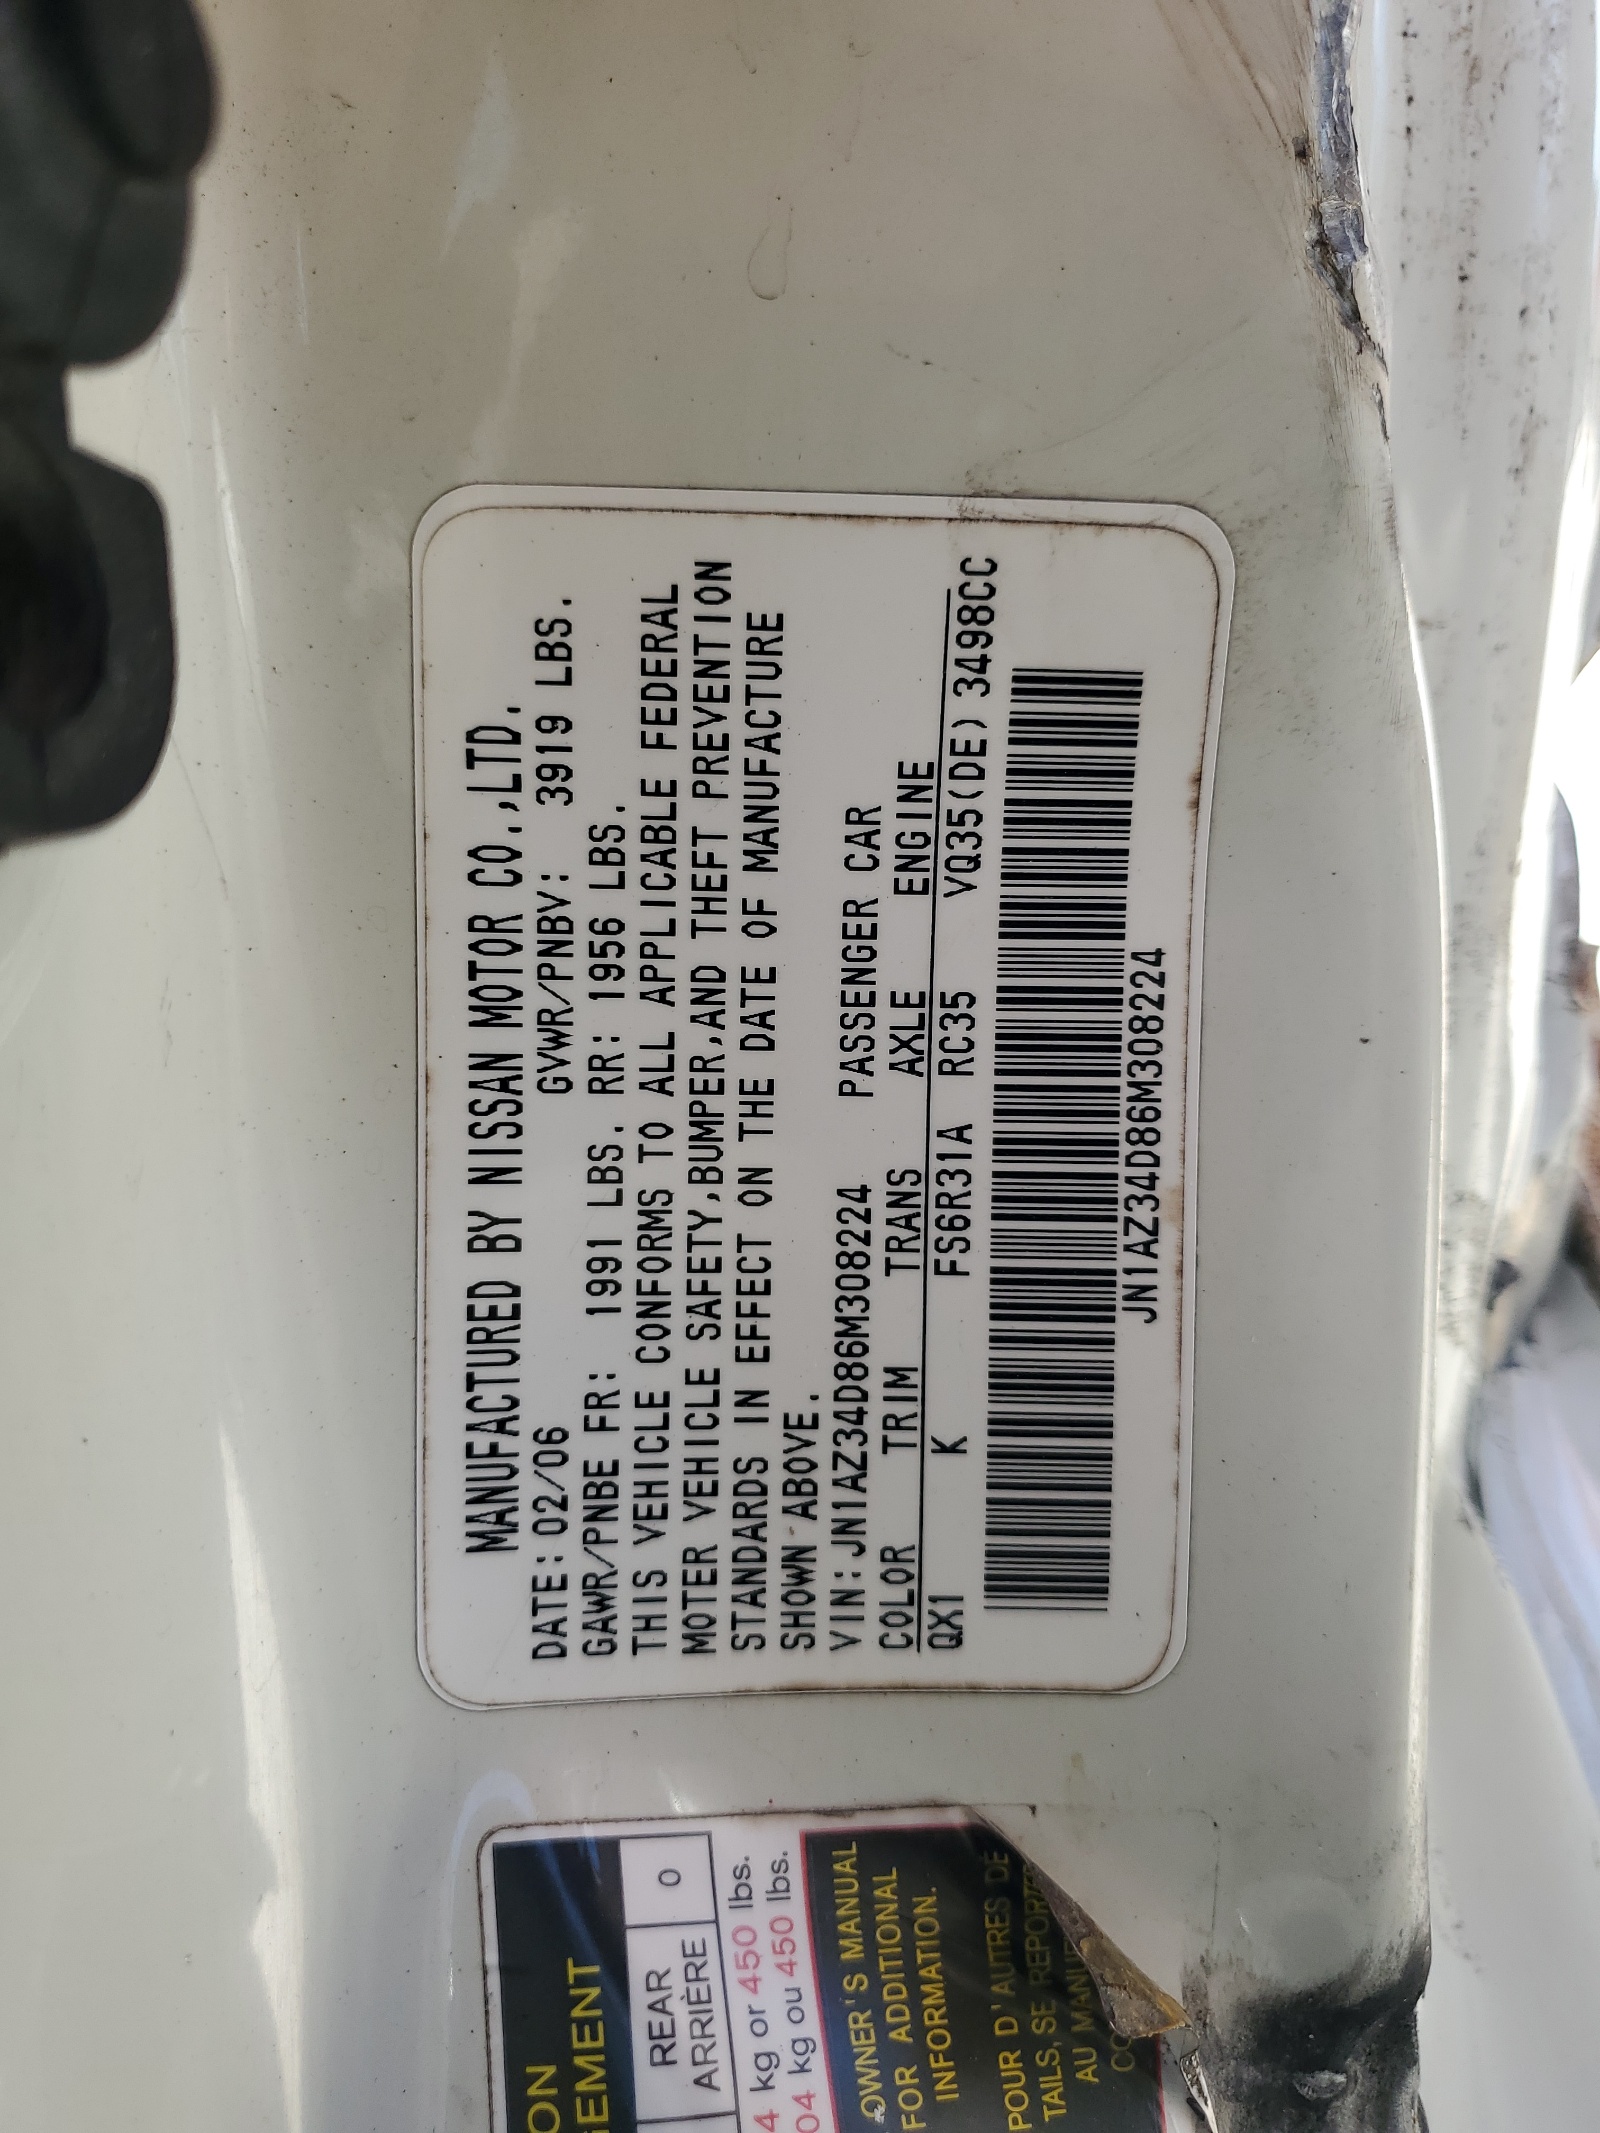 MANUFACTURED BY NISSAN MOTOR CO.,LTD.
DATE: 02/06 GVWR/PNBV: 3919 LBS.
GAWR/PNBE FR: 1991 LBS. RR: 1956 LBS.
THIS VEHICLE CONFORMS TO ALL APPLICABLE FEDERAL
MOTER VEHICLE SAFETY,BUMPER,AND THEFT PREVENTION
STANDARDS IN EFFECT ON THE DATE OF MANUFACTURE
SHOWN ABOVE.
VIN: JN1AZ34D86M308224 PASSENGER CAR
COLOR TRIM TRANS AXLE ENGINE
QX1 K FS6R31A RC35 VQ35(DE) 3498CC
JN1AZ34D86M308224
ON
GEMENT
REAR 0
ARRIÈRE
4 kg or 450 lbs.
04 kg ou 450 lbs.
OWNER'S MANUAL
FOR ADDITIONAL
INFORMATION.
POUR D'AUTRES DE
TAILS, SE REPORTER
AU MANUE
CO